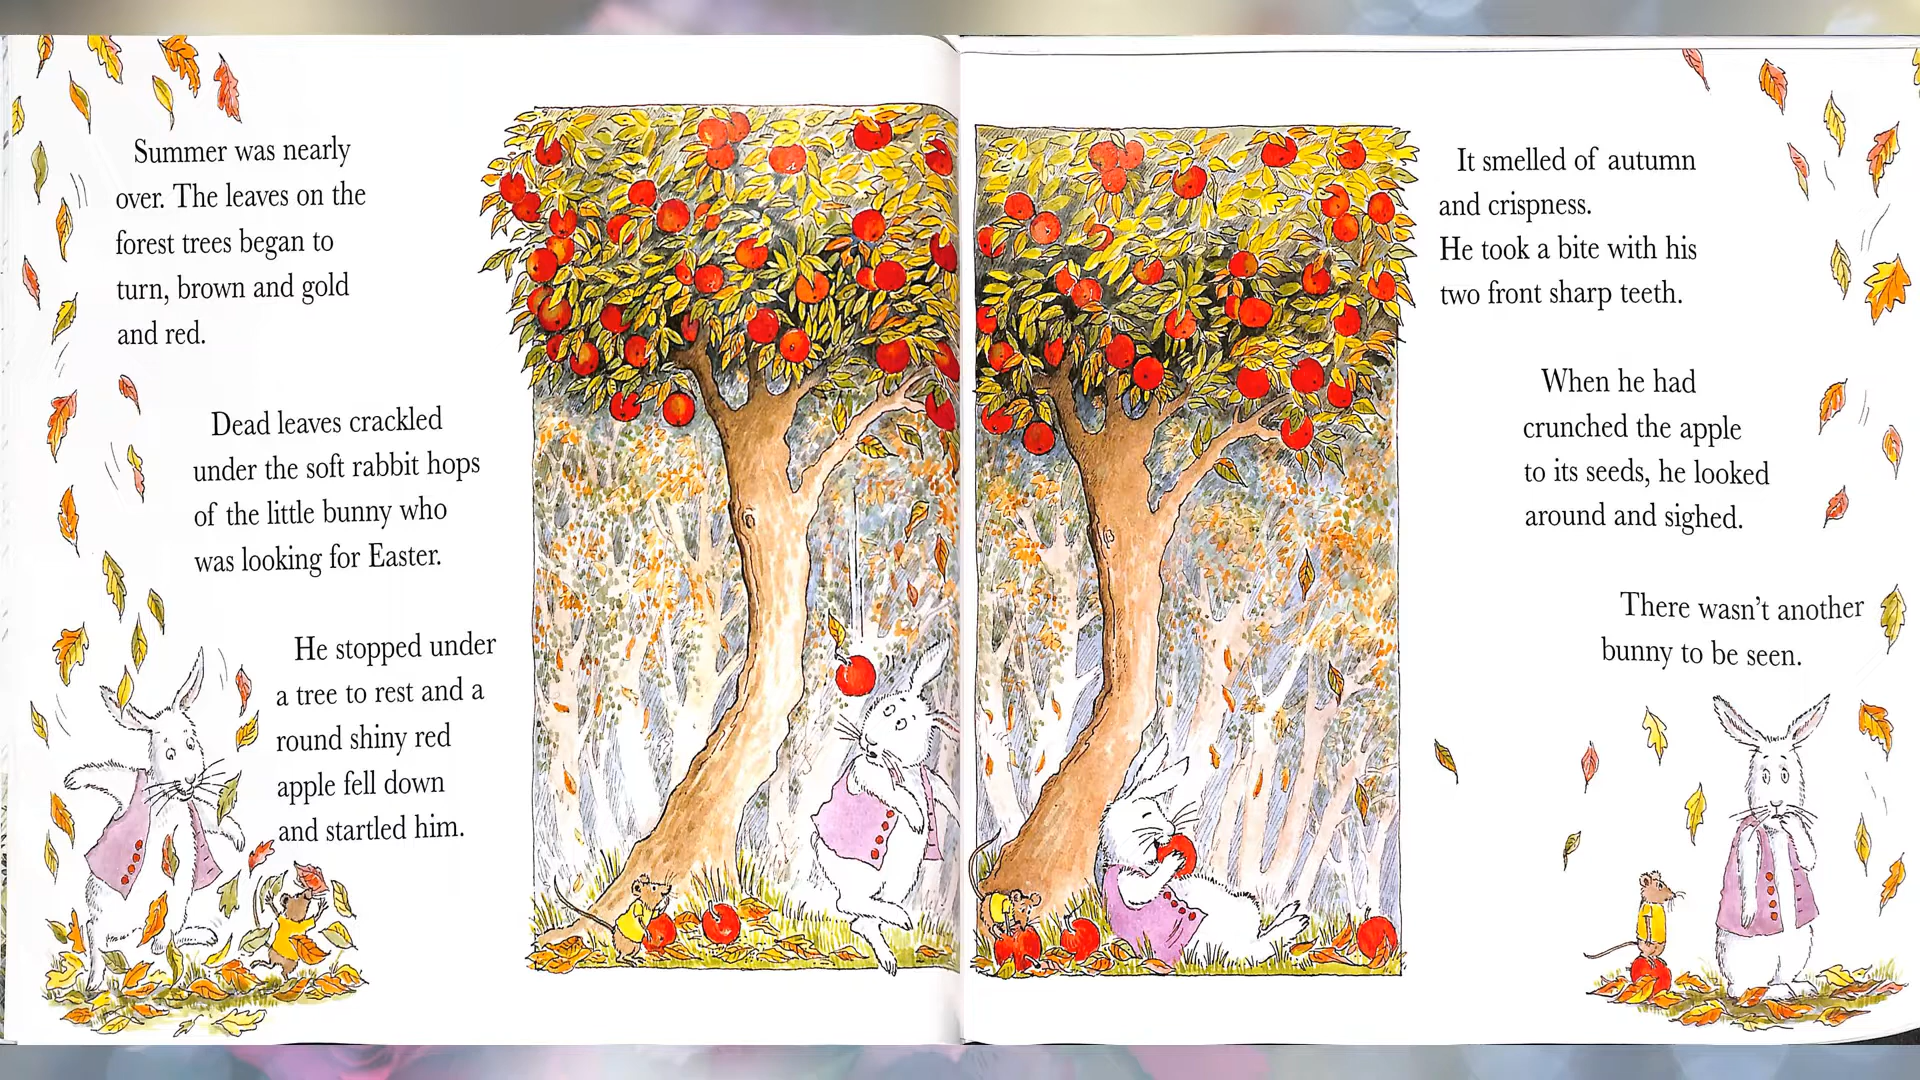 Summer was nearly
over. The leaves on the
forest trees began to
turn, brown and gold
and red.
Dead leaves crackled
under the soft rabbit hops
of the little bunny who
was looking for Easter.
He stopped under
a tree to rest and a
round shiny red
apple fell down
and startled him.
It smelled of autumn
and crispness.
He took a bite with his
two front sharp teeth.
When he had
crunched the apple
to its seeds, he looked
around and sighed.
There wasn't another
bunny to be seen.